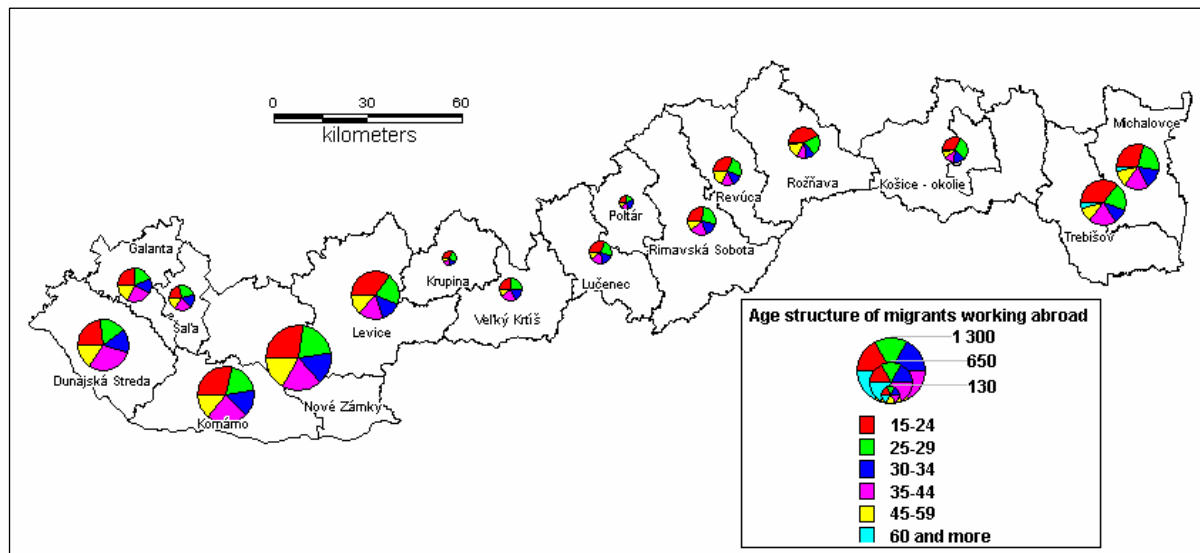 0 30 60
kilometers
Michalovce
Košice - okolie
Rožňava
Revúca
Poltár
Trebišov
Galanta
Rimavská Sobota
Krupina
Lučenec
Šaľa
Levice
Veľký Krtíš
Dunajská Streda
Nové Zámky
Komárno
Age structure of migrants working abroad
1 300
650
130
15-24
25-29
30-34
35-44
45-59
60 and more